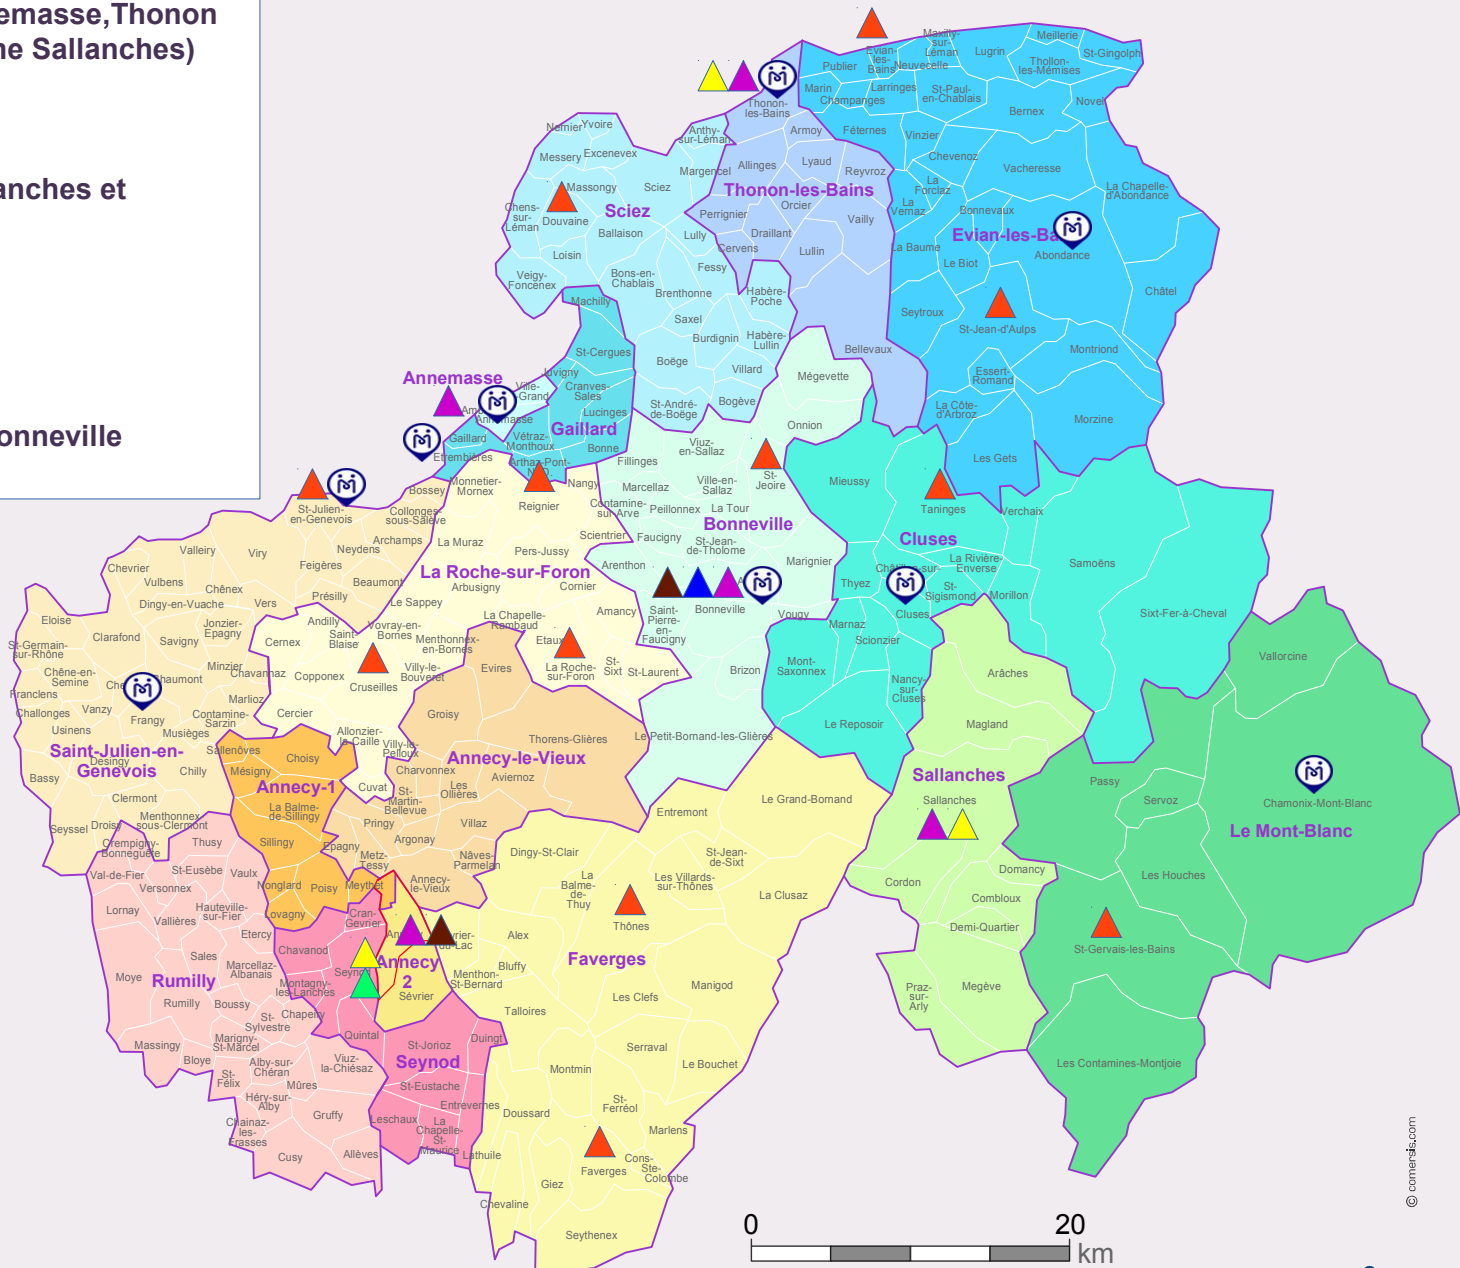 emasse,Thonon
ne Sallanches)
anches et
onneville
Meillerie
Maxilly-
sur-
Léman
Lugrin
St-Gingolph
Evian-
les-
Bains
Neuvecelle
Thollon-
les-Mémises
Publier
Marin
Larringes
St-Paul-
en-Chablais
Novel
Champanges
Bernex
Thonon-
les-Bains
Armoy
Féternes
Vinzier
Nernier
Yvoire
Anthy-
sur-Léman
Messery
Excenevex
Chevenoz
Vacheresse
Allinges
Lyaud
Reyvroz
Margencel
La
Forclaz
La Chapelle-
d'Abondance
Massongy
Sciez
Thonon-les-Bains
Orcier
La
Vernaz
Bonnevaux
Chens-
sur-
Léman
Douvaine
Sciez
Perrignier
Vailly
Ballaison
Lully
Draillant
Evian-les-Ba
Cervens
Lullin
La Baume
Abondance
Loisin
Le Biot
Veigy-
Foncenex
Bons-en-
Chablais
Fessy
Brenthonne
Habère-
Poche
Châtel
Machilly
Saxel
Seytroux
St-Jean-d'Aulps
Burdignin
Habère-
Lullin
St-Cergues
Boëge
Bellevaux
Montriond
Villard
Juvigny
Mégevette
Essert-
Romand
Annemasse
Ville-
Grand
Cranves-
Sales
Bogève
St-André-
de-Boëge
Lucinges
La Côte-
d'Arbroz
Morzine
Gaillard
Onnion
Gaillard
Vétraz-
Monthoux
Bonne
Viuz-
en-Sallaz
Etrembières
Arthaz-Pont-
Fillinges
Les Gets
Monnetier-
Mornex
Nangy
St-
Jeoire
Mieussy
Bossey
Marcellaz
Ville-en-
Sallaz
Reignier
Contamine-
sur-Arve
Peillonnex
La Tour
Taninges
Verchaix
St-Julien-
en-Genevois
Collonges-
sous-Salève
Bonneville
Archamps
La Muraz
Scientrier
Faucigny
St-Jean-
de-Tholome
Cluses
Valleiry
Viry
Neydens
Pers-Jussy
Arenthon
Marignier
La Rivière-
Enverse
Samoëns
Chevrier
Feigères
La Roche-sur-Foron
Vulbens
Chênex
Beaumont
Arbusigny
Cornier
Thyez
St-
Sigismond
Morillon
Dingy-en-Vuache
Vers
Présilly
Le Sappey
Amancy
Saint-
Pierre-
en-
Faucigny
Bonneville
Vougy
Marnaz
Cluses
Sixt-Fer-à-Cheval
Eloise
Jonzier-
Epagny
Andilly
La Chapelle-
Rambaud
Vovray-en-
Bornes
Clarafond
Savigny
Cernex
Saint-
Blaise
Menthonnex-
en-Bornes
Etaux
Scionzier
St-Germain-
sur-Rhône
Minzier
Vallorcine
Chêne-en-
Semine
Chaumont
Chavannaz
Copponex
Cruseilles
Villy-le-
Bouveret
Evires
La Roche-
sur-Foron
St-
Sixt
St-Laurent
Brizon
Mont-
Saxonnex
Arâches
Franclens
Nancy-
sur-
Cluses
Marlioz
Challonges
Vanzy
Frangy
Contamine-
Sarzin
Cercier
Groisy
Le Reposoir
Magland
Usinens
Musièges
Allonzier-
la-Caille
Thorens-Glières
Le Petit-Bornand-les-Glières
Saint-Julien-en-
Genevois
Desingy
Sallenôves
Choisy
Villy-le-
Pelloux
Annecy-le-Vieux
Bassy
Chilly
Mésigny
Charvonnex
Aviernoz
Sallanches
Passy
Chamonix-Mont-Blanc
Clermont
Annecy-1
Cuvat
Les
Ollières
St-
Martin-
Bellevue
Le Grand-Bornand
Sallanches
Servoz
Menthonnex
sous-Clermont
La Balme-
de-Sillingy
Entremont
Seyssel
Droisy
Pringy
Villaz
Le Mont-Blanc
Crempigny-
Bonneguête
Thusy
Sillingy
Epagny
Argonay
Dingy-St-Clair
St-Jean-
de-Sixt
Metz-
Tessy
Nâves-
Parmelan
Val-de-Fier
St-Eusèbe
Vaulx
Domancy
Les Houches
Versonnex
Nonglard
Poisy
Meythet
Annecy-
le-Vieux
La
Balme-
de-
Thuy
Les Villards-
sur-Thônes
Cordon
Lornay
Hauteville-
sur-Fier
La Clusaz
Combloux
Vallières
Lovagny
Cran-
Gevrier
Thônes
Demi-Quartier
Etercy
Alex
St-Gervais-les-Bains
Sales
Chavanod
Faverges
Marcellaz-
Albanais
Bluffy
Annecy
2
Moye
Rumilly
Montagny-
les-Lanches
Menthon-
St-Bernard
Manigod
Megève
Praz-
sur-
Arly
Rumilly
Boussy
Sévrier
Les Clefs
Chapeiry
Talloires
St-
Sylvestre
Quintal
Massingy
Marigny-
St-Marcel
St-Jorioz
Duingt
Serraval
Bloye
Alby-sur-
Chéran
Viuz-
la-Chiésaz
Seynod
Montmin
Le Bouchet
Les Contamines-Montjoie
St-
Félix
Mûres
St-Eustache
Héry-sur-
Alby
Entrevernes
St-
Ferréol
Gruffy
Leschaux
Doussard
Chainaz-
les-
Frasses
La
Chapelle-
St-
Maurice
Marlens
Cusy
Allèves
Lathuile
Faverges
Cons-
Ste-
Colombe
Giez
Chevaline
Seythenex
0 20
km
© comersis.com